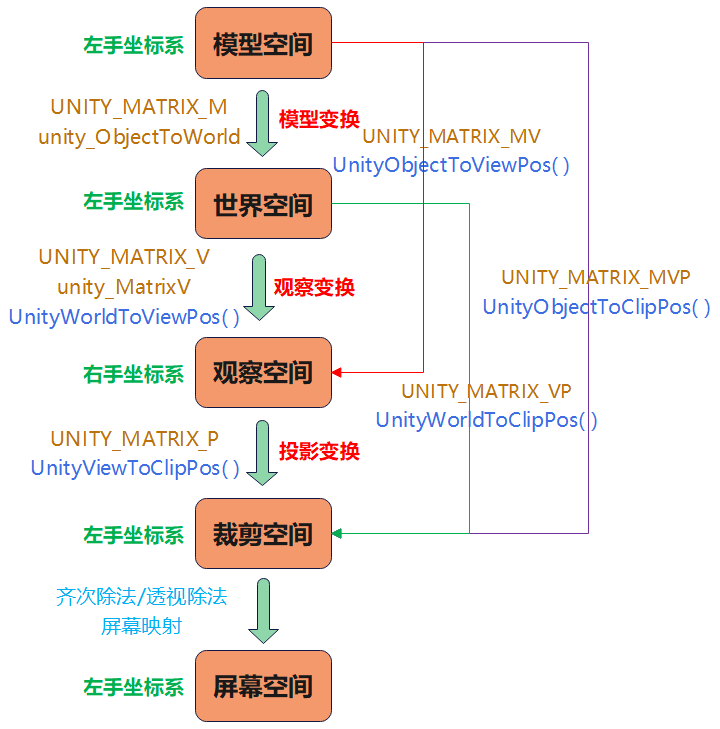 左手坐标系
模型空间
UNITY_MATRIX_M
unity_ObjectToWorld
模型变换
UNITY_MATRIX_MV
UnityObjectToViewPos( )
左手坐标系
世界空间
UNITY_MATRIX_V
unity_MatrixV
UnityWorldToViewPos( )
观察变换
UNITY_MATRIX_MVP
UnityObjectToClipPos( )
右手坐标系
观察空间
UNITY_MATRIX_VP
UnityWorldToClipPos( )
UNITY_MATRIX_P
UnityViewToClipPos( )
投影变换
左手坐标系
裁剪空间
齐次除法/透视除法
屏幕映射
左手坐标系
屏幕空间